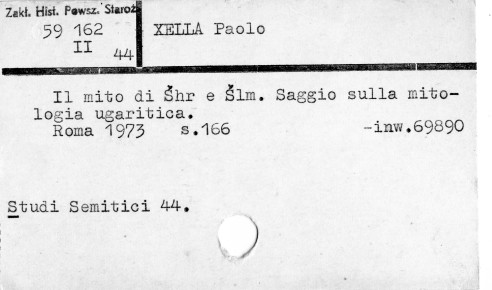 Zakł. Hist. Powsz. Staroż
59 162
II
44
XELLA Paolo
Il mito di Šhr e Šlm. Saggio sulla mito-
logia ugaritica.
Roma 1973 s.166 -inw.69890
Studi Semitici 44.